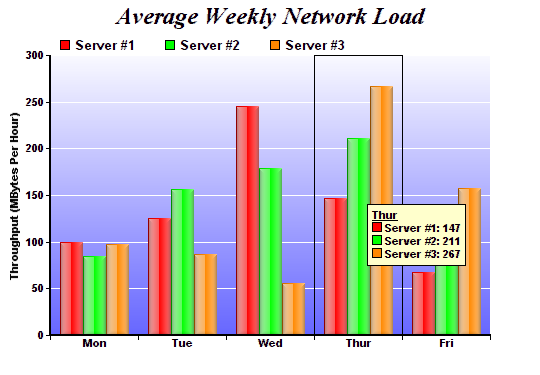 Average Weekly Network Load
Server #1 Server #2 Server #3
Throughput (MBytes Per Hour)
300
250
200
150
100
50
0
Thur
Server #1: 147
Server #2: 211
Server #3: 267
Mon Tue Wed Thur Fri